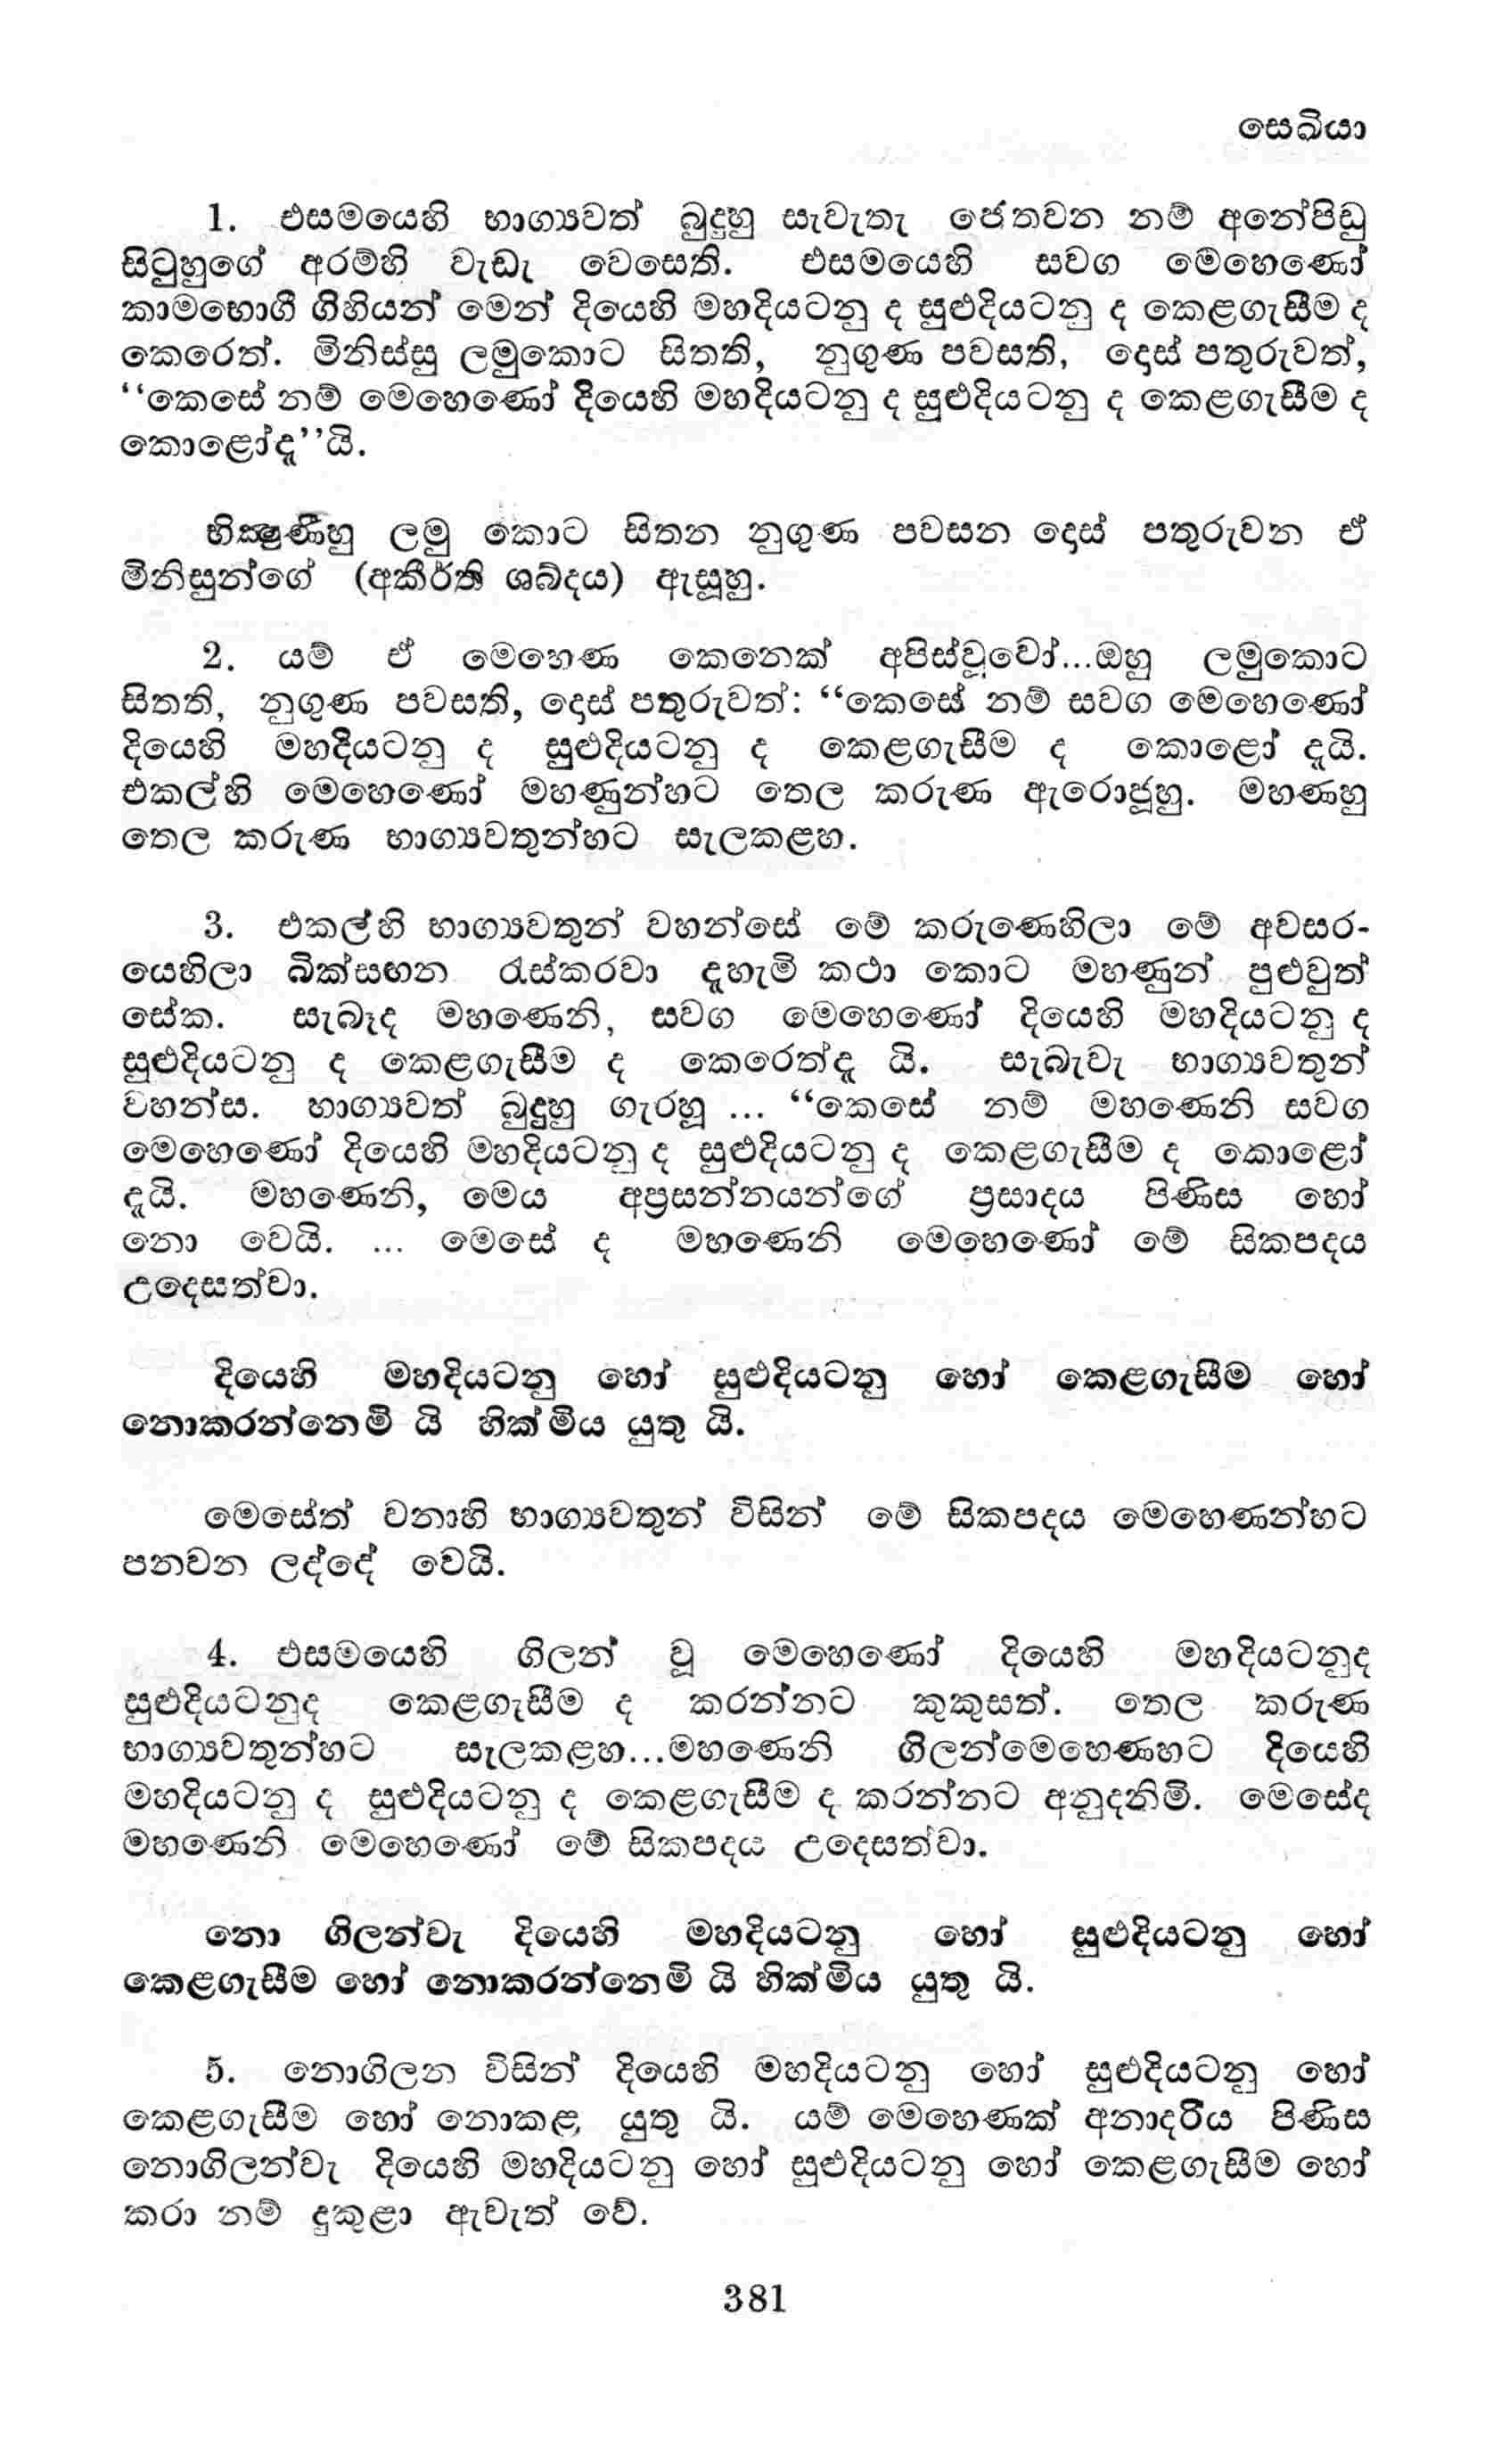 සෙඛියා
1. එසමයෙහි භාග්‍යවත් බුදුහු සැවැතැ ජෙතවන නම් අනේපිඬු
සිටුහුගේ අරම්හි වැඩැ වෙසෙති. එසමයෙහි සවග මෙහෙණෝ
කාමභොගී ගිහියන් මෙන් දියෙහි මහදියටනු ද සුළුදියටනු ද කෙළගැසීම ද
කෙරෙත්. මිනිස්සු ලමුකොට සිතති, නුගුණ පවසති, දොස් පතුරුවත්,
“කෙසේ නම් මෙහෙණෝ දියෙහි මහදියටනු ද සුළුදියටනු ද කෙළගැසීම ද
කොළෝදැ”යි.
භික්‍ෂුණීහු ලමු කොට සිතන නුගුණ පවසන දොස් පතුරුවන ඒ
මිනිසුන්ගේ (අකීර්ති ශබ්දය) ඇසූහු.
2. යම් ඒ මෙහෙණ කෙනෙක් අපිස්වූවෝ...ඔහු ලමුකොට
සිතති, නුගුණ පවසති, දොස් පතුරුවත්: “කෙසේ නම් සවග මෙහෙණෝ
දියෙහි මහදියටනු ද සුළුදියටනු ද කෙළගැසීම ද කොළෝ දැයි.
එකල්හි මෙහෙණෝ මහණුන්හට තෙල කරුණ ඇරොජූහු. මහණහු
තෙල කරුණ භාග්‍යවතුන්හට සැලකළහ.
3. එකල්හි භාග්‍යවතුන් වහන්සේ මේ කරුණෙහිලා මේ අවසර-
යෙහිලා බික්සඟන රැස්කරවා දැහැමි කථා කොට මහණුන් පුළුවුත්
සේක. සැබෑද මහණෙනි, සවග මෙහෙණෝ දියෙහි මහදියටනු ද
සුළුදියටනු ද කෙළගැසීම ද කෙරෙත්දැ යි. සැබැවැ භාග්‍යවතුන්
වහන්ස. භාග්‍යවත් බුදුහු ගැරහූ ... “කෙසේ නම් මහණෙනි සවග
මෙහෙණෝ දියෙහි මහදියටනු ද සුළුදියටනු ද කෙළගැසීම ද කොළෝ
දැයි. මහණෙනි, මෙය අප්‍රසන්නයන්ගේ ප්‍රසාදය පිණිස හෝ
නො වෙයි. ... මෙසේ ද මහණෙනි මෙහෙණෝ මේ සිකපදය
උදෙසත්වා.
දියෙහි මහදියටනු හෝ සුළුදියටනු හෝ කෙළගැසීම හෝ
නොකරන්නෙමි යි හික්මිය යුතු යි.
මෙසේත් වනාහි භාග්‍යවතුන් විසින් මේ සිකපදය මෙහෙණන්හට
පනවන ලද්දේ වෙයි.
4. එසමයෙහි ගිලන් වූ මෙහෙණෝ දියෙහි මහදියටනුද
සුළුදියටනුද කෙළගැසීම ද කරන්නට කුකුසත්. තෙල කරුණ
භාග්‍යවතුන්හට සැලකළහ...මහණෙනි ගිලන්මෙහෙණහට දියෙහි
මහදියටනු ද සුළුදියටනු ද කෙළගැසීම ද කරන්නට අනුදනිමි. මෙසේද
මහණෙනි මෙහෙණෝ මේ සිකපදය උදෙසත්වා.
නො ගිලන්වැ දියෙහි මහදියටනු හෝ සුළුදියටනු හෝ
කෙළගැසීම හෝ නොකරන්නෙමි යි හික්මිය යුතු යි.
5. නොගිලන විසින් දියෙහි මහදියටනු හෝ සුළුදියටනු හෝ
කෙළගැසීම හෝ නොකළ යුතු යි. යම් මෙහෙණක් අනාදරිය පිණිස
නොගිලන්වැ දියෙහි මහදියටනු හෝ සුළුදියටනු හෝ කෙළගැසීම හෝ
කරා නම් දුකුළා ඇවැත් වේ.
381